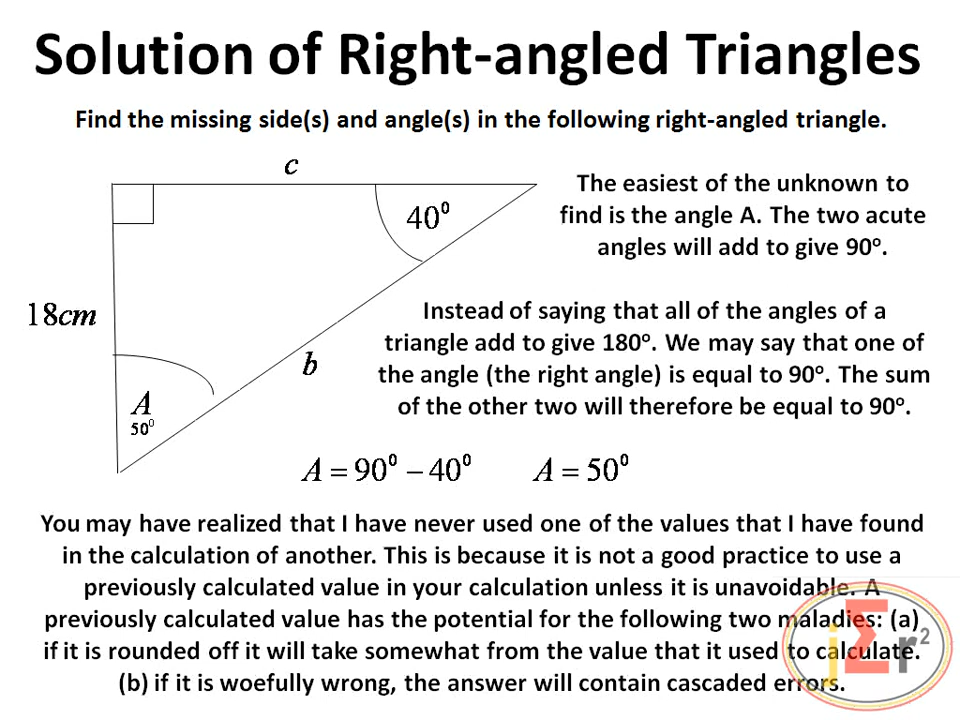 Solution of Right-angled Triangles
Find the missing side(s) and angle(s) in the following right-angled triangle.
c
The easiest of the unknown to
find is the angle A. The two acute
angles will add to give 90º.
40⁰
18cm
Instead of saying that all of the angles of a
triangle add to give 180º. We may say that one of
the angle (the right angle) is equal to 90º. The sum
of the other two will therefore be equal to 90º.
b
A
50⁰
A = 90⁰ − 40⁰ A = 50⁰
You may have realized that I have never used one of the values that I have found
in the calculation of another. This is because it is not a good practice to use a
previously calculated value in your calculation unless it is unavoidable. A
previously calculated value has the potential for the following two maladies: (a)
if it is rounded off it will take somewhat from the value that it used to calculate.
(b) if it is woefully wrong, the answer will contain cascaded errors.
jΣr²